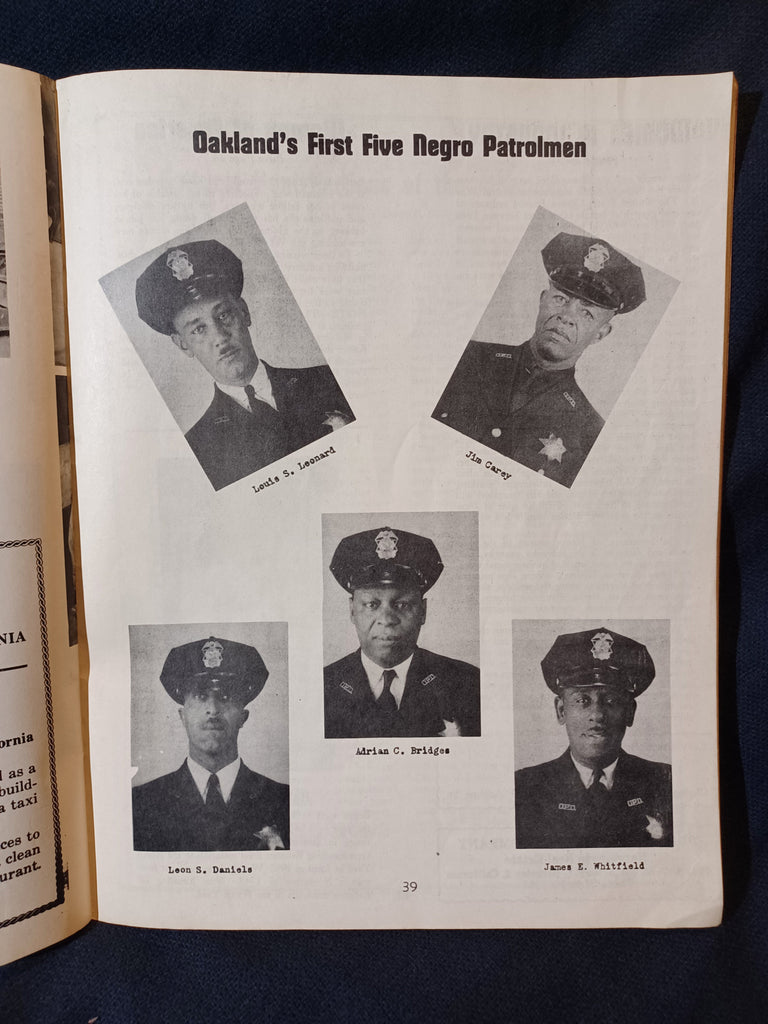 NIA
ornia
l as a
build-
a taxi
ces to
clean
urant.
Oakland's First Five Negro Patrolmen
Louis S. Leonard
Jim Carey
Adrian C. Bridges
Leon S. Daniels
James E. Whitfield
39